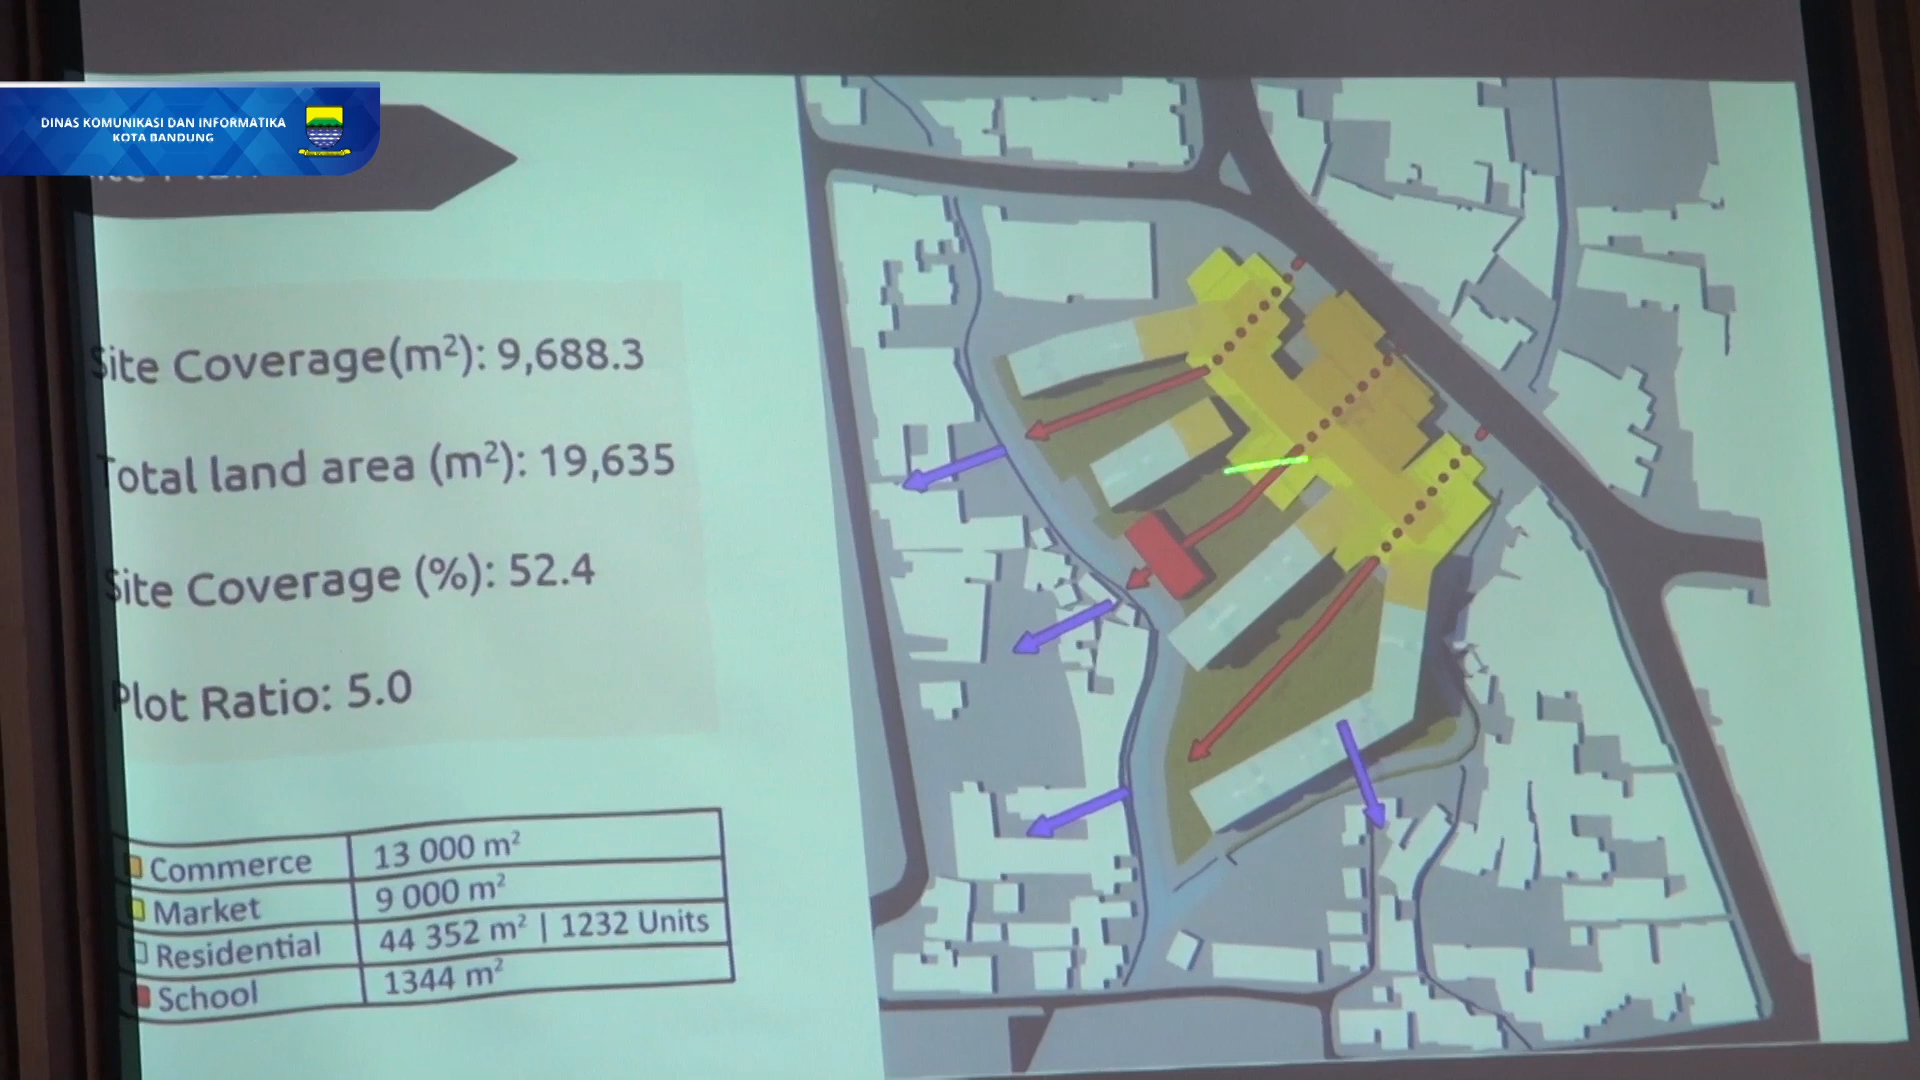 DINAS KOMUNIKASI DAN INFORMATIKA
KOTA BANDUNG
Site Coverage(m²): 9,688.3
Total land area (m²): 19,635
Site Coverage (%): 52.4
Plot Ratio: 5.0
Commerce 13 000 m²
Market 9 000 m²
Residential 44 352 m² | 1232 Units
School 1344 m²